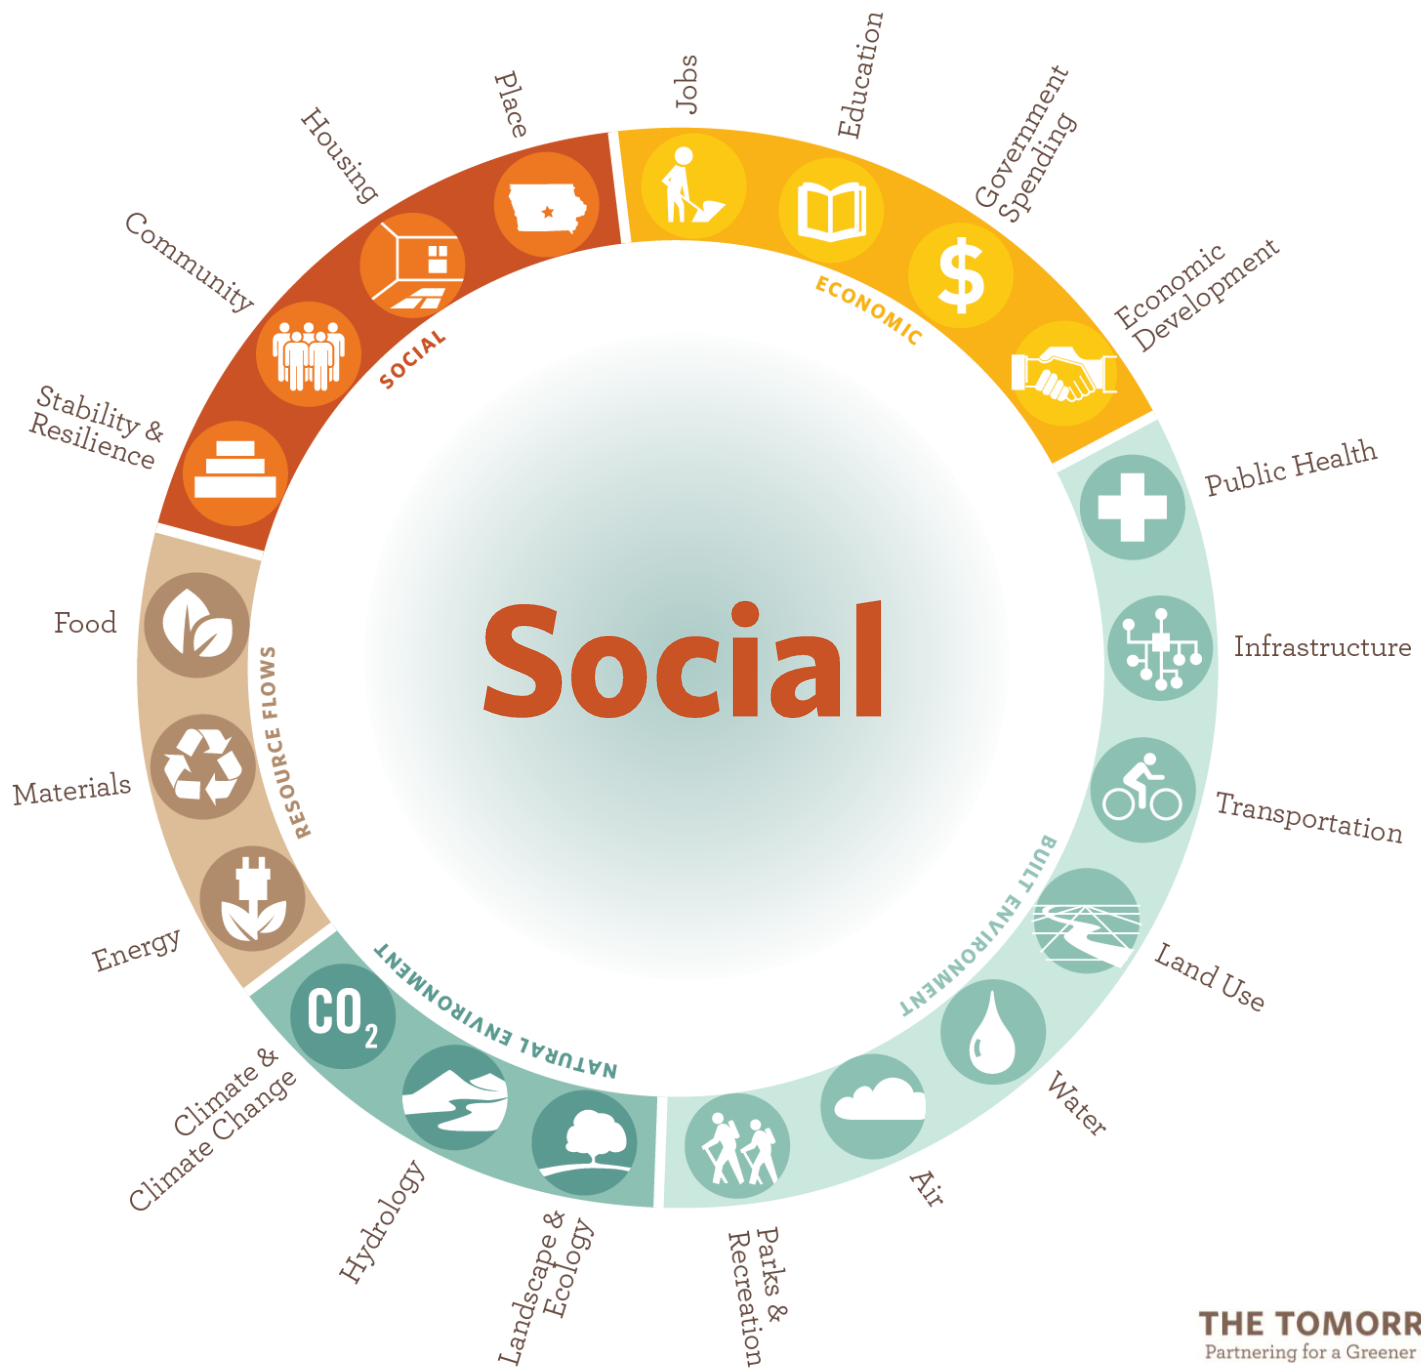 Jobs
Education
Government
Spending
Economic
Development
Public Health
Infrastructure
Transportation
Land Use
Water
Air
Parks &
Recreation
Landscape &
Ecology
Hydrology
Climate &
Climate Change
Energy
Materials
Food
Stability &
Resilience
Community
Housing
Place
SOCIAL
ECONOMIC
BUILT ENVIRONMENT
NATURAL ENVIRONMENT
RESOURCE FLOWS
$
CO2
Social
THE TOMORR
Partnering for a Greener